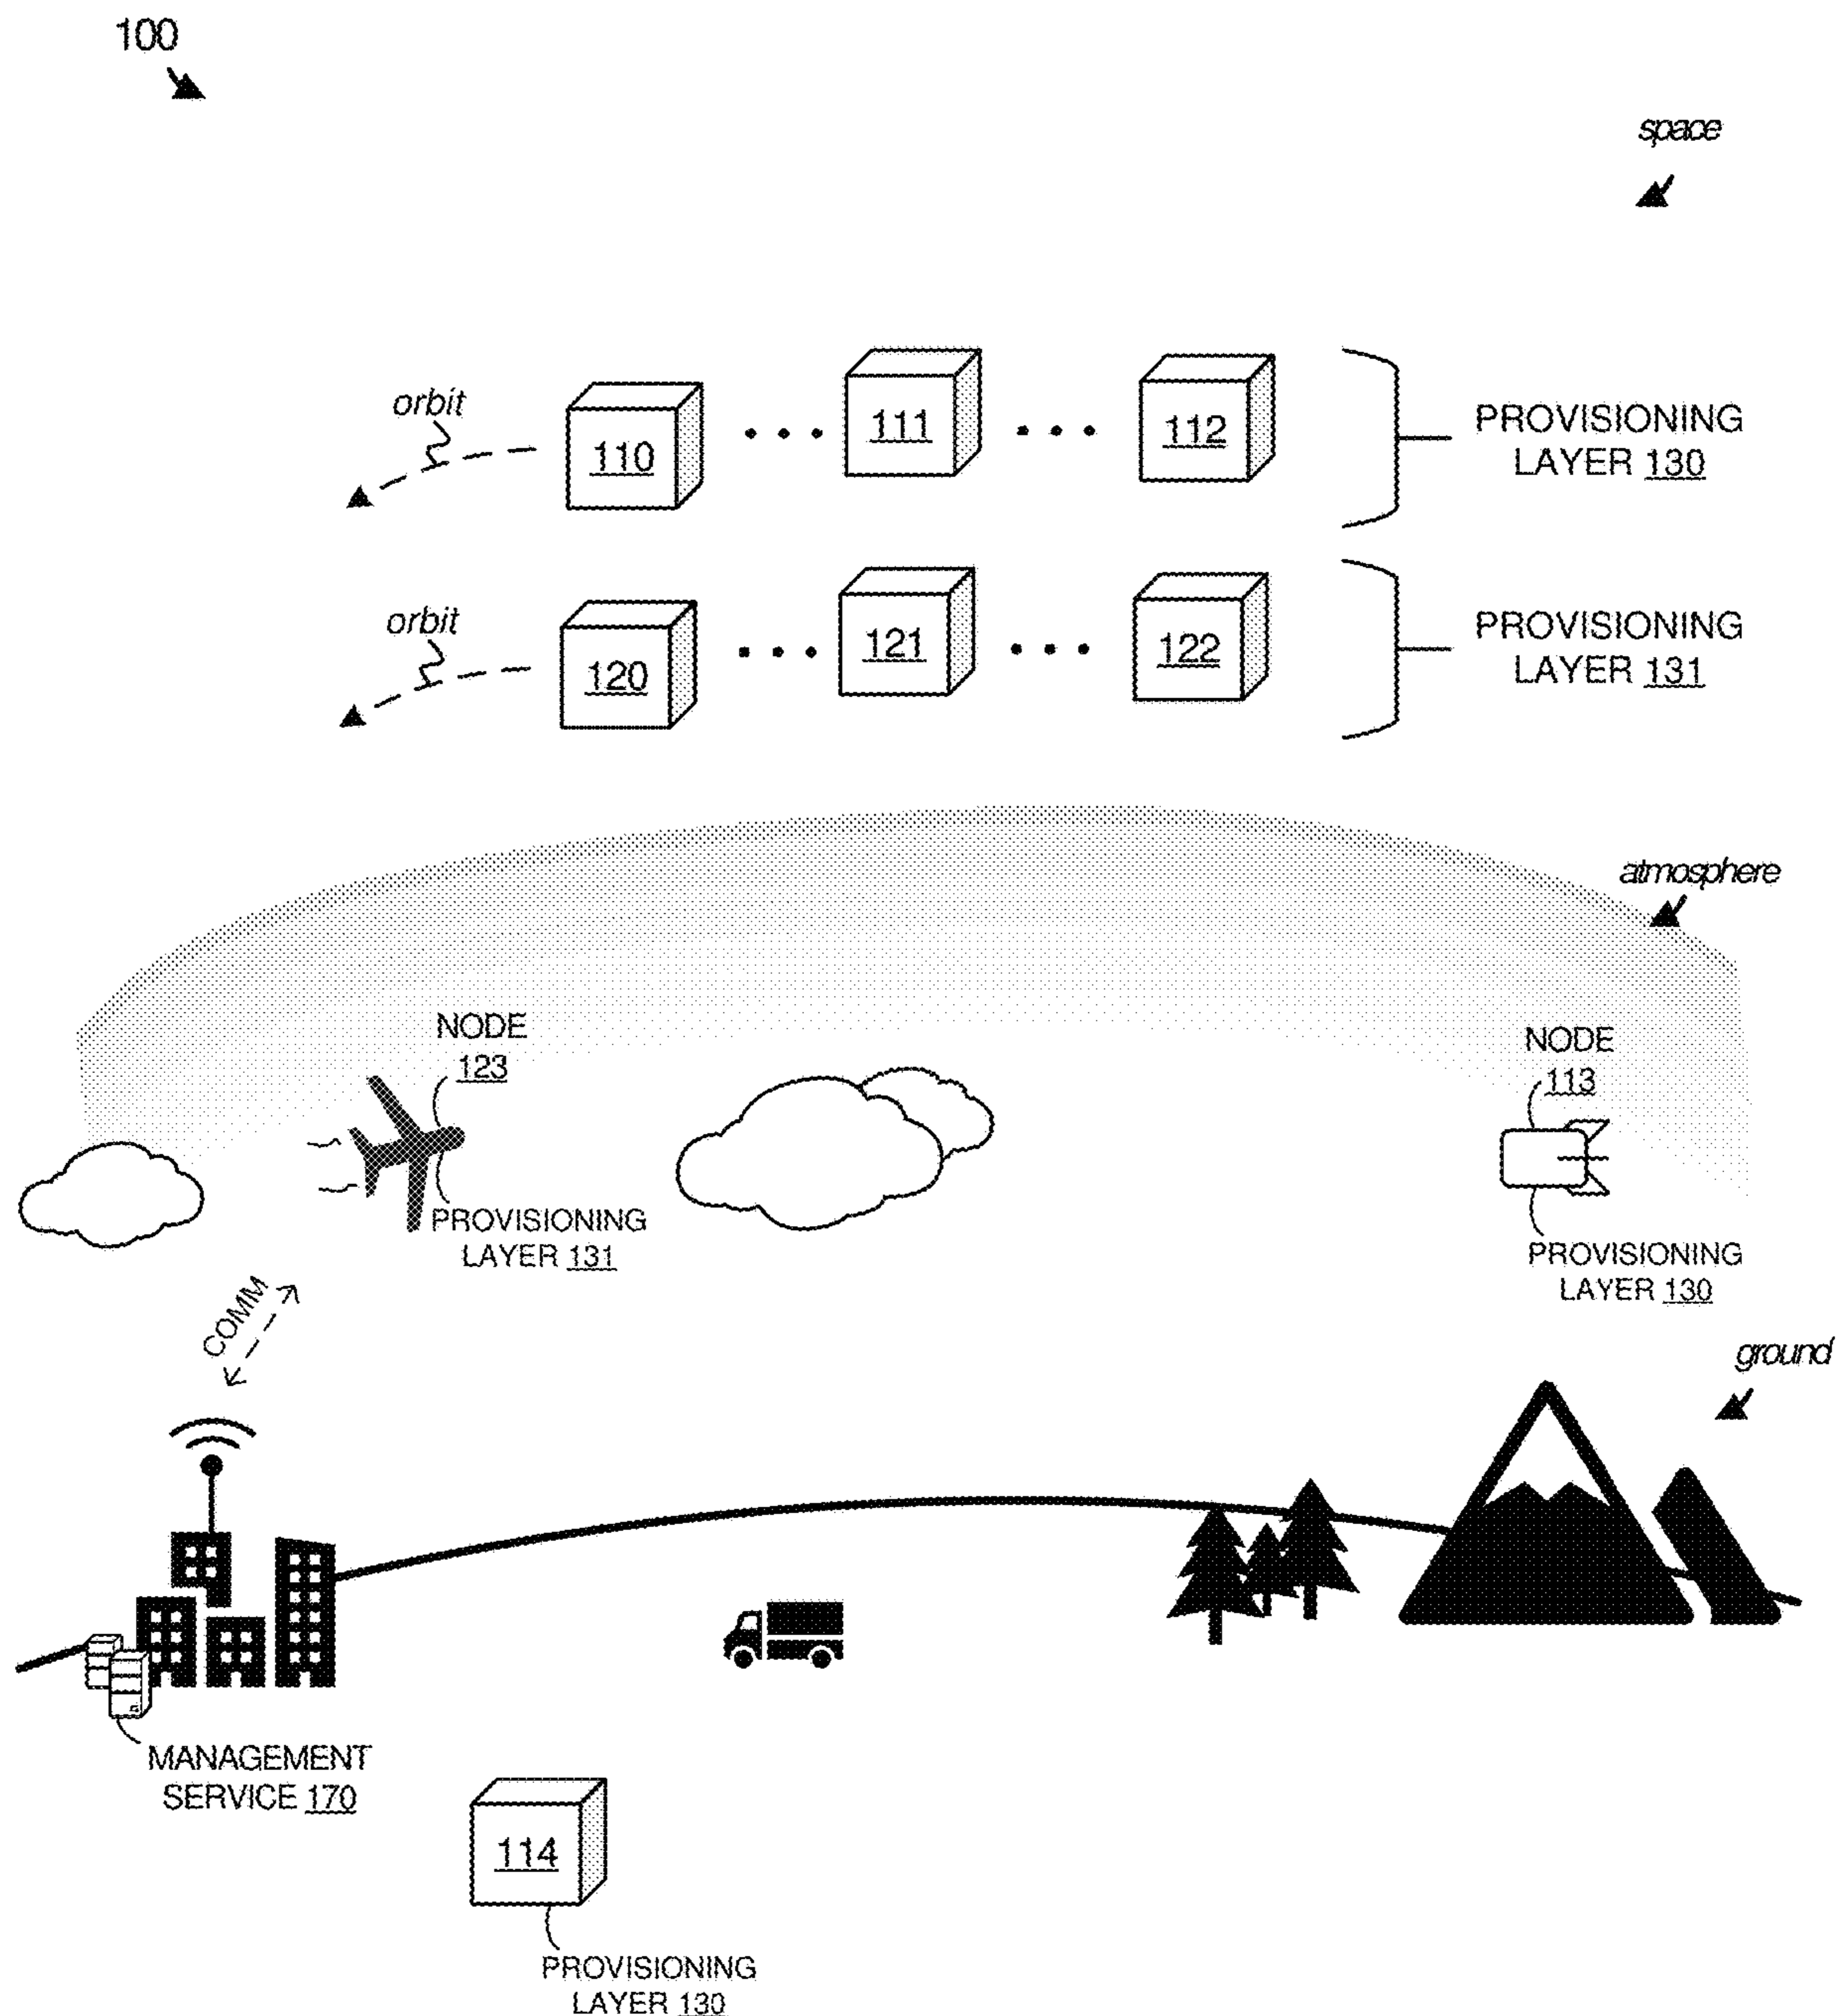 100
space
orbit
110
111
112
PROVISIONING
LAYER 130
orbit
120
121
122
PROVISIONING
LAYER 131
atmosphere
NODE
123
NODE
113
PROVISIONING
LAYER 131
PROVISIONING
LAYER 130
COMM
ground
MANAGEMENT
SERVICE 170
114
PROVISIONING
LAYER 130